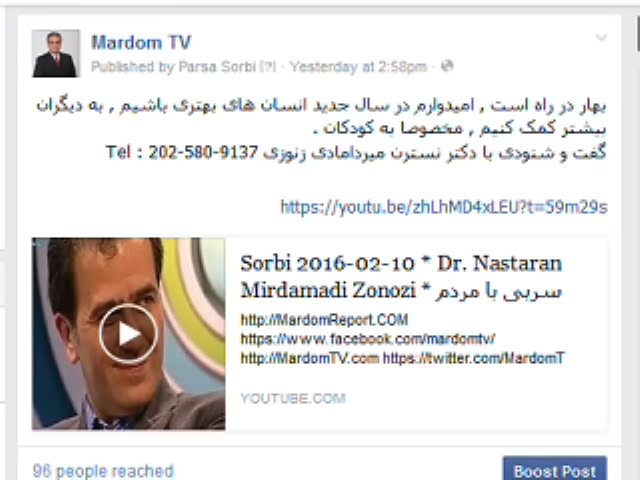 Mardom TV
Published by Parsa Sorbi [?] · Yesterday at 2:58pm ·
بهار در راه است , امیدوارم در سال جدید انسان های بهتری باشیم , به دیگران
بیشتر کمک کنیم , مخصوصا به کودکان .
گفت و شنودی با دکتر نسترن میردامادی زنوزی Tel : 202-580-9137
https://youtu.be/zhLhMD4xLEU?t=59m29s
Sorbi 2016-02-10 * Dr. Nastaran
Mirdamadi Zonozi * سربی با مردم
http://MardomReport.COM
https://www.facebook.com/mardomtv/
http://MardomTV.com https://twitter.com/MardomT
YOUTUBE.COM
96 people reached
Boost Post